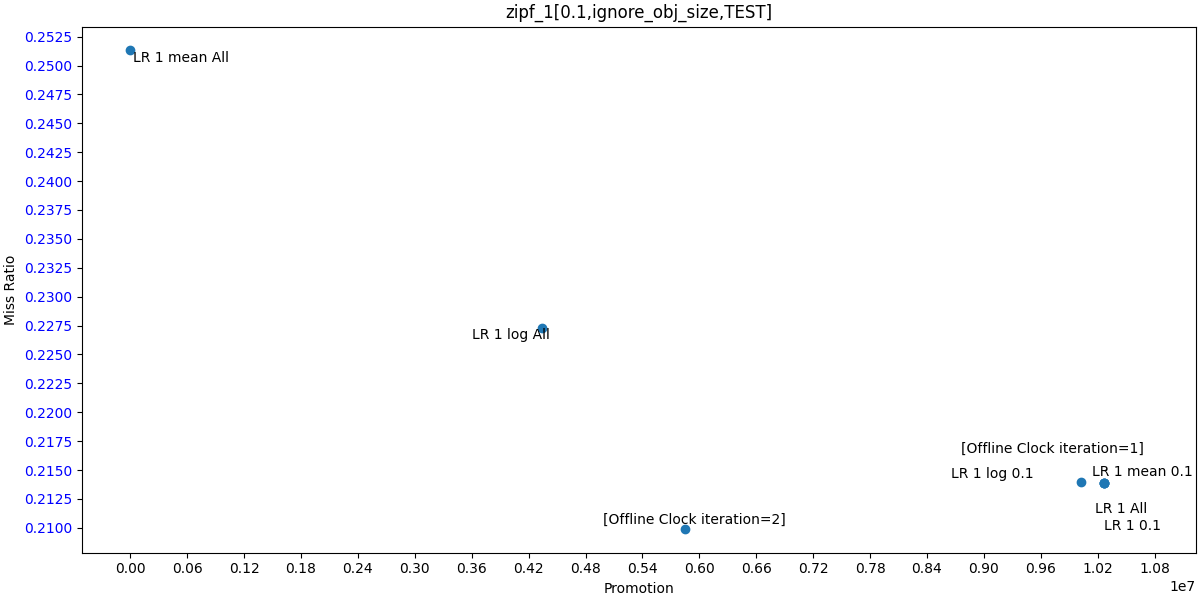 zipf_1[0.1,ignore_obj_size,TEST]
Miss Ratio
0.2525
0.2500
0.2475
0.2450
0.2425
0.2400
0.2375
0.2350
0.2325
0.2300
0.2275
0.2250
0.2225
0.2200
0.2175
0.2150
0.2125
0.2100
LR 1 mean All
LR 1 log All
[Offline Clock iteration=1]
LR 1 log 0.1
LR 1 mean 0.1
LR 1 All
LR 1 0.1
[Offline Clock iteration=2]
0.00 0.06 0.12 0.18 0.24 0.30 0.36 0.42 0.48 0.54 0.60 0.66 0.72 0.78 0.84 0.90 0.96 1.02 1.08
1e7
Promotion